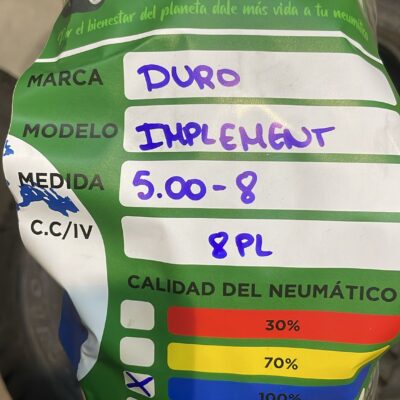 el bienestar del planeta dale más vida a tu neumático
MARCA DURO
MODELO IMPLEMENT
MEDIDA 5.00-8
C.C/IV 8PL
CALIDAD DEL NEUMÁTICO
30%
70%
X 100%